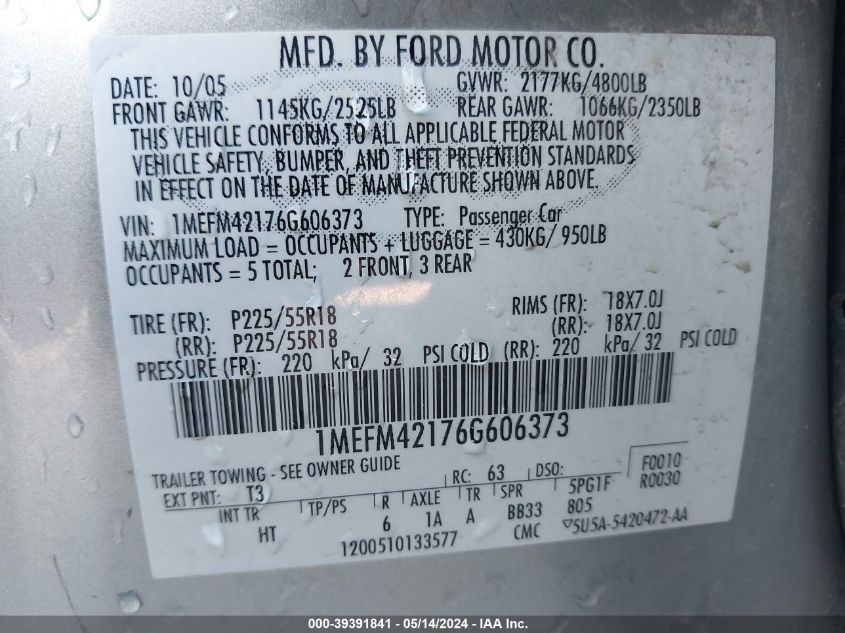 MFD. BY FORD MOTOR CO.
DATE: 10/05 GVWR: 2177KG/4800LB
FRONT GAWR: 1145KG/2525LB REAR GAWR: 1066KG/2350LB
THIS VEHICLE CONFORMS TO ALL APPLICABLE FEDERAL MOTOR
VEHICLE SAFETY, BUMPER, AND THEFT PREVENTION STANDARDS
IN EFFECT ON THE DATE OF MANUFACTURE SHOWN ABOVE.
VIN: 1MEFM42176G606373 TYPE: Passenger Car
MAXIMUM LOAD = OCCUPANTS + LUGGAGE = 430KG/ 950LB
OCCUPANTS = 5 TOTAL; 2 FRONT, 3 REAR
TIRE (FR): P225/55R18 RIMS (FR): 18X7.0J
(RR): P225/55R18 (RR): 18X7.0J
PRESSURE (FR): 220 kPa/ 32 PSI COLD (RR): 220 kPa/ 32 PSI COLD
1MEFM42176G606373
TRAILER TOWING - SEE OWNER GUIDE RC: 63 DSO: F0010
EXT PNT: T3 R0030
INT TR TP/PS R AXLE TR SPR 5PG1F
HT 6 1A A BB33 805
1200510133577 CMC 5U5A-5420472-AA
000-39391841 - 05/14/2024 - IAA Inc.